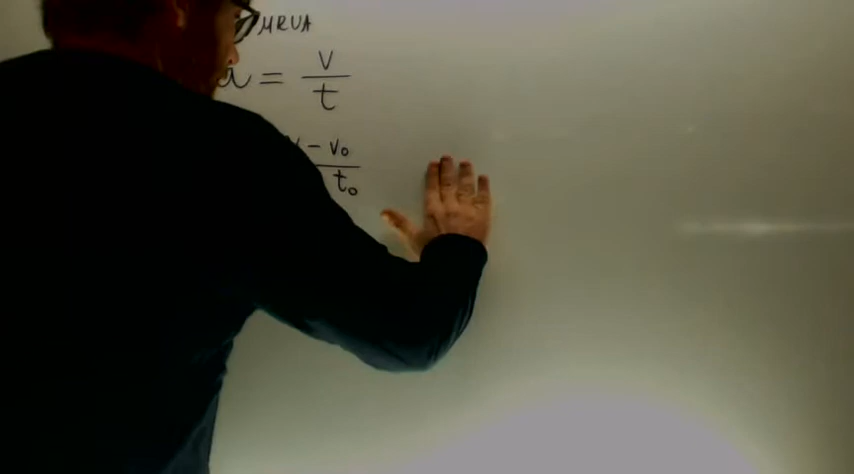 MRUA
a = v/t
- v₀
t₀